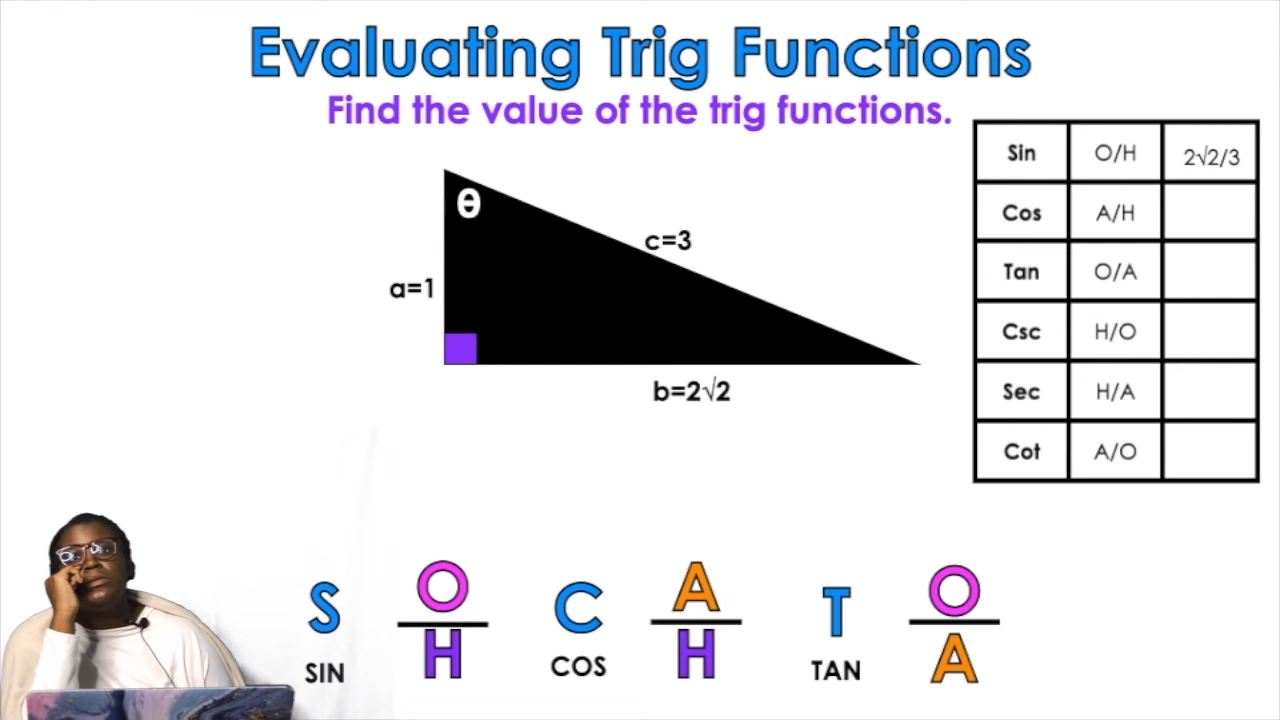 Evaluating Trig Functions
Find the value of the trig functions.
θ
c=3
a=1
b=2√2
Sin O/H 2√2/3
Cos A/H
Tan O/A
Csc H/O
Sec H/A
Cot A/O
S O/H C A/H T O/A
SIN COS TAN